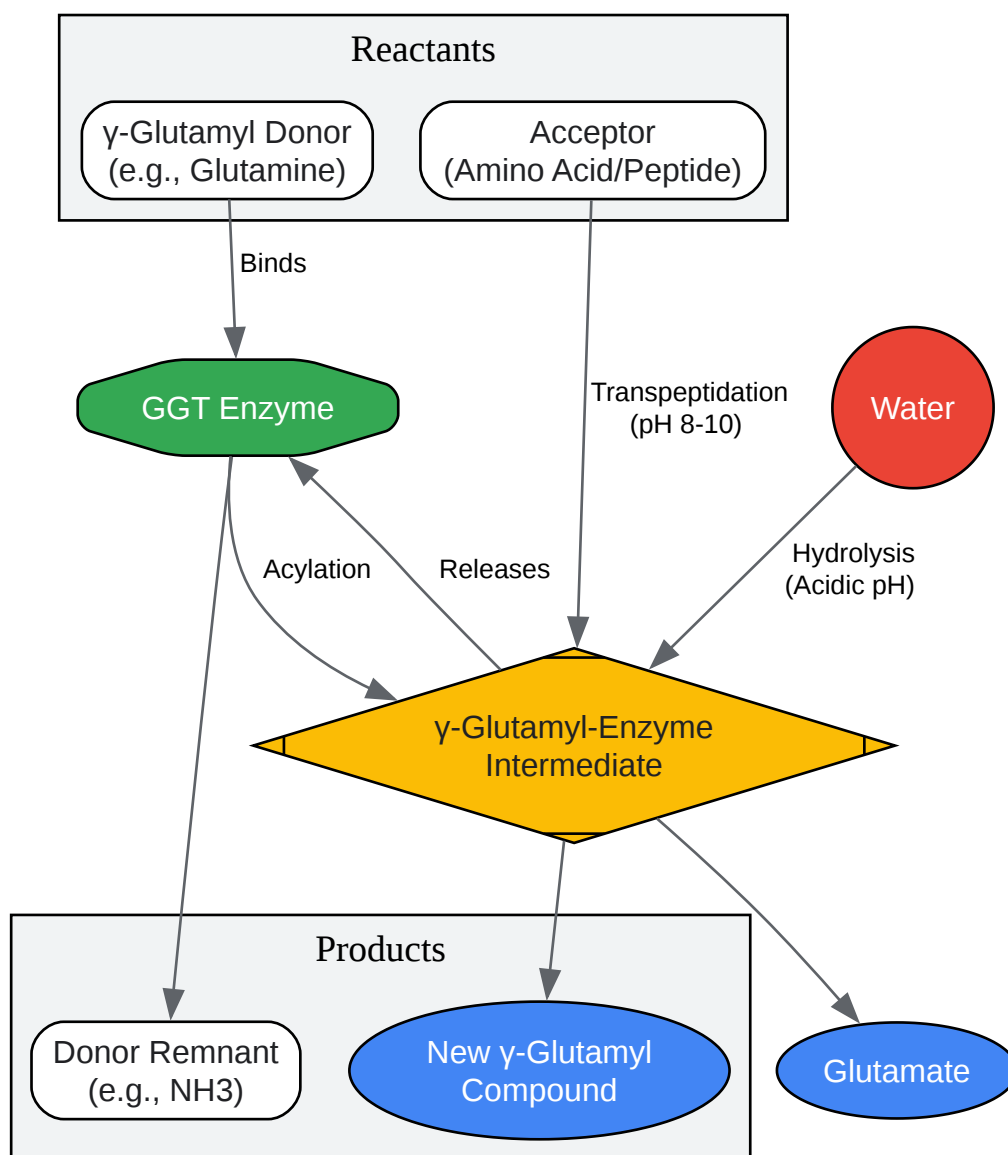 Reactants
γ-Glutamyl Donor
(e.g., Glutamine)
Acceptor
(Amino Acid/Peptide)
Binds
GGT Enzyme
Transpeptidation
(pH 8-10)
Water
Acylation
Releases
Hydrolysis
(Acidic pH)
γ-Glutamyl-Enzyme
Intermediate
Products
Donor Remnant
(e.g., NH3)
New γ-Glutamyl
Compound
Glutamate